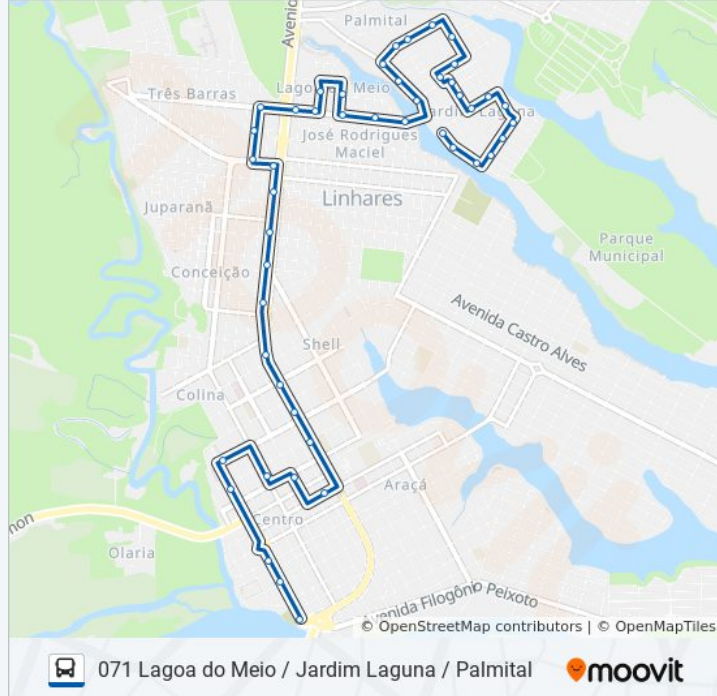 Palmital
Avenid
Lagoa do Meio
Três Barras
Jardim Laguna
José Rodrigues
Maciel
Linhares
Juparanã
Parque
Municipal
Conceição
Avenida Castro Alves
Shell
Colina
Araçá
Centro
mon
Olaria
Avenida Filogônio Peixoto
© OpenStreetMap contributors | © OpenMapTiles
071 Lagoa do Meio / Jardim Laguna / Palmital
moovit